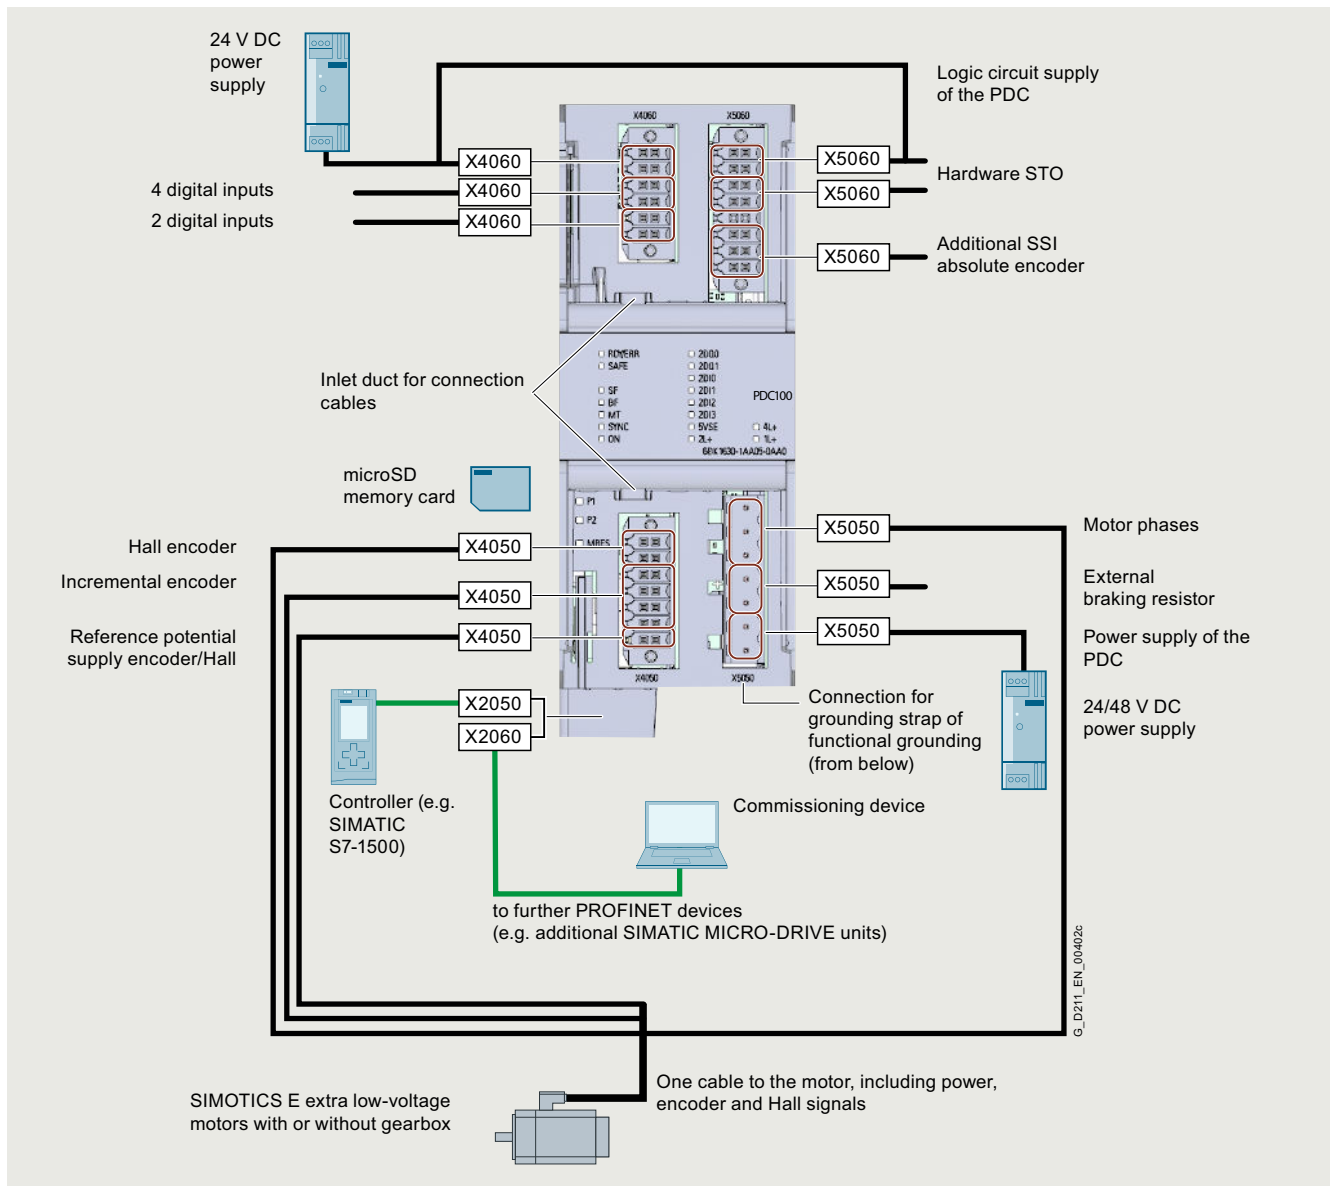 24 V DC
power
supply
Logic circuit supply
of the PDC
X4060
X5060
X4060
X5060
4 digital inputs
X4060
X5060
Hardware STO
2 digital inputs
X4060
X5060
Additional SSI
absolute encoder
Inlet duct for connection
cables
RDY/ERR
SAFE
SF
BF
MT
SYNC
ON
2DQ0
2DQ1
2DI0
2DI1
2DI2
2DI3
5VSE
2L+
4L+
1L+
PDC100
6BK1630-1AA05-0AA0
microSD
memory card
P1
P2
MRES
Hall encoder
X4050
X5050
Motor phases
Incremental encoder
X4050
X5050
External
braking resistor
Reference potential
supply encoder/Hall
X4050
X5050
Power supply of the
PDC
X4050
X5050
X2050
X2060
Connection for
grounding strap of
functional grounding
(from below)
24/48 V DC
power supply
Controller (e.g.
SIMATIC
S7-1500)
Commissioning device
to further PROFINET devices
(e.g. additional SIMATIC MICRO-DRIVE units)
G_D211_EN_00402c
SIMOTICS E extra low-voltage
motors with or without gearbox
One cable to the motor, including power,
encoder and Hall signals